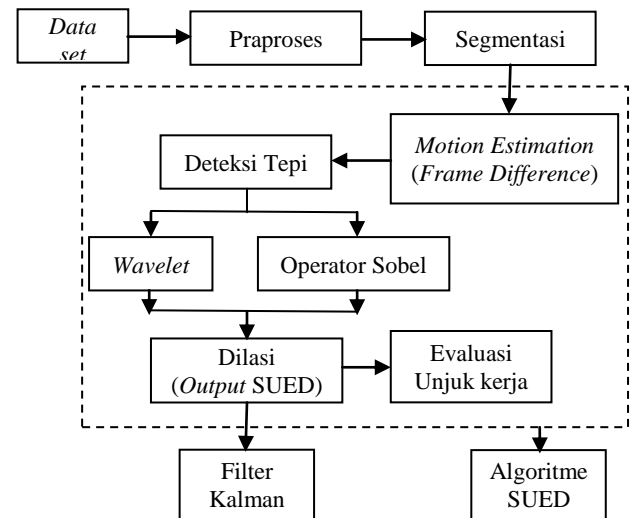 Data
set
Praproses
Segmentasi
Motion Estimation
(Frame Difference)
Deteksi Tepi
Wavelet
Operator Sobel
Dilasi
(Output SUED)
Evaluasi
Unjuk kerja
Filter
Kalman
Algoritme
SUED